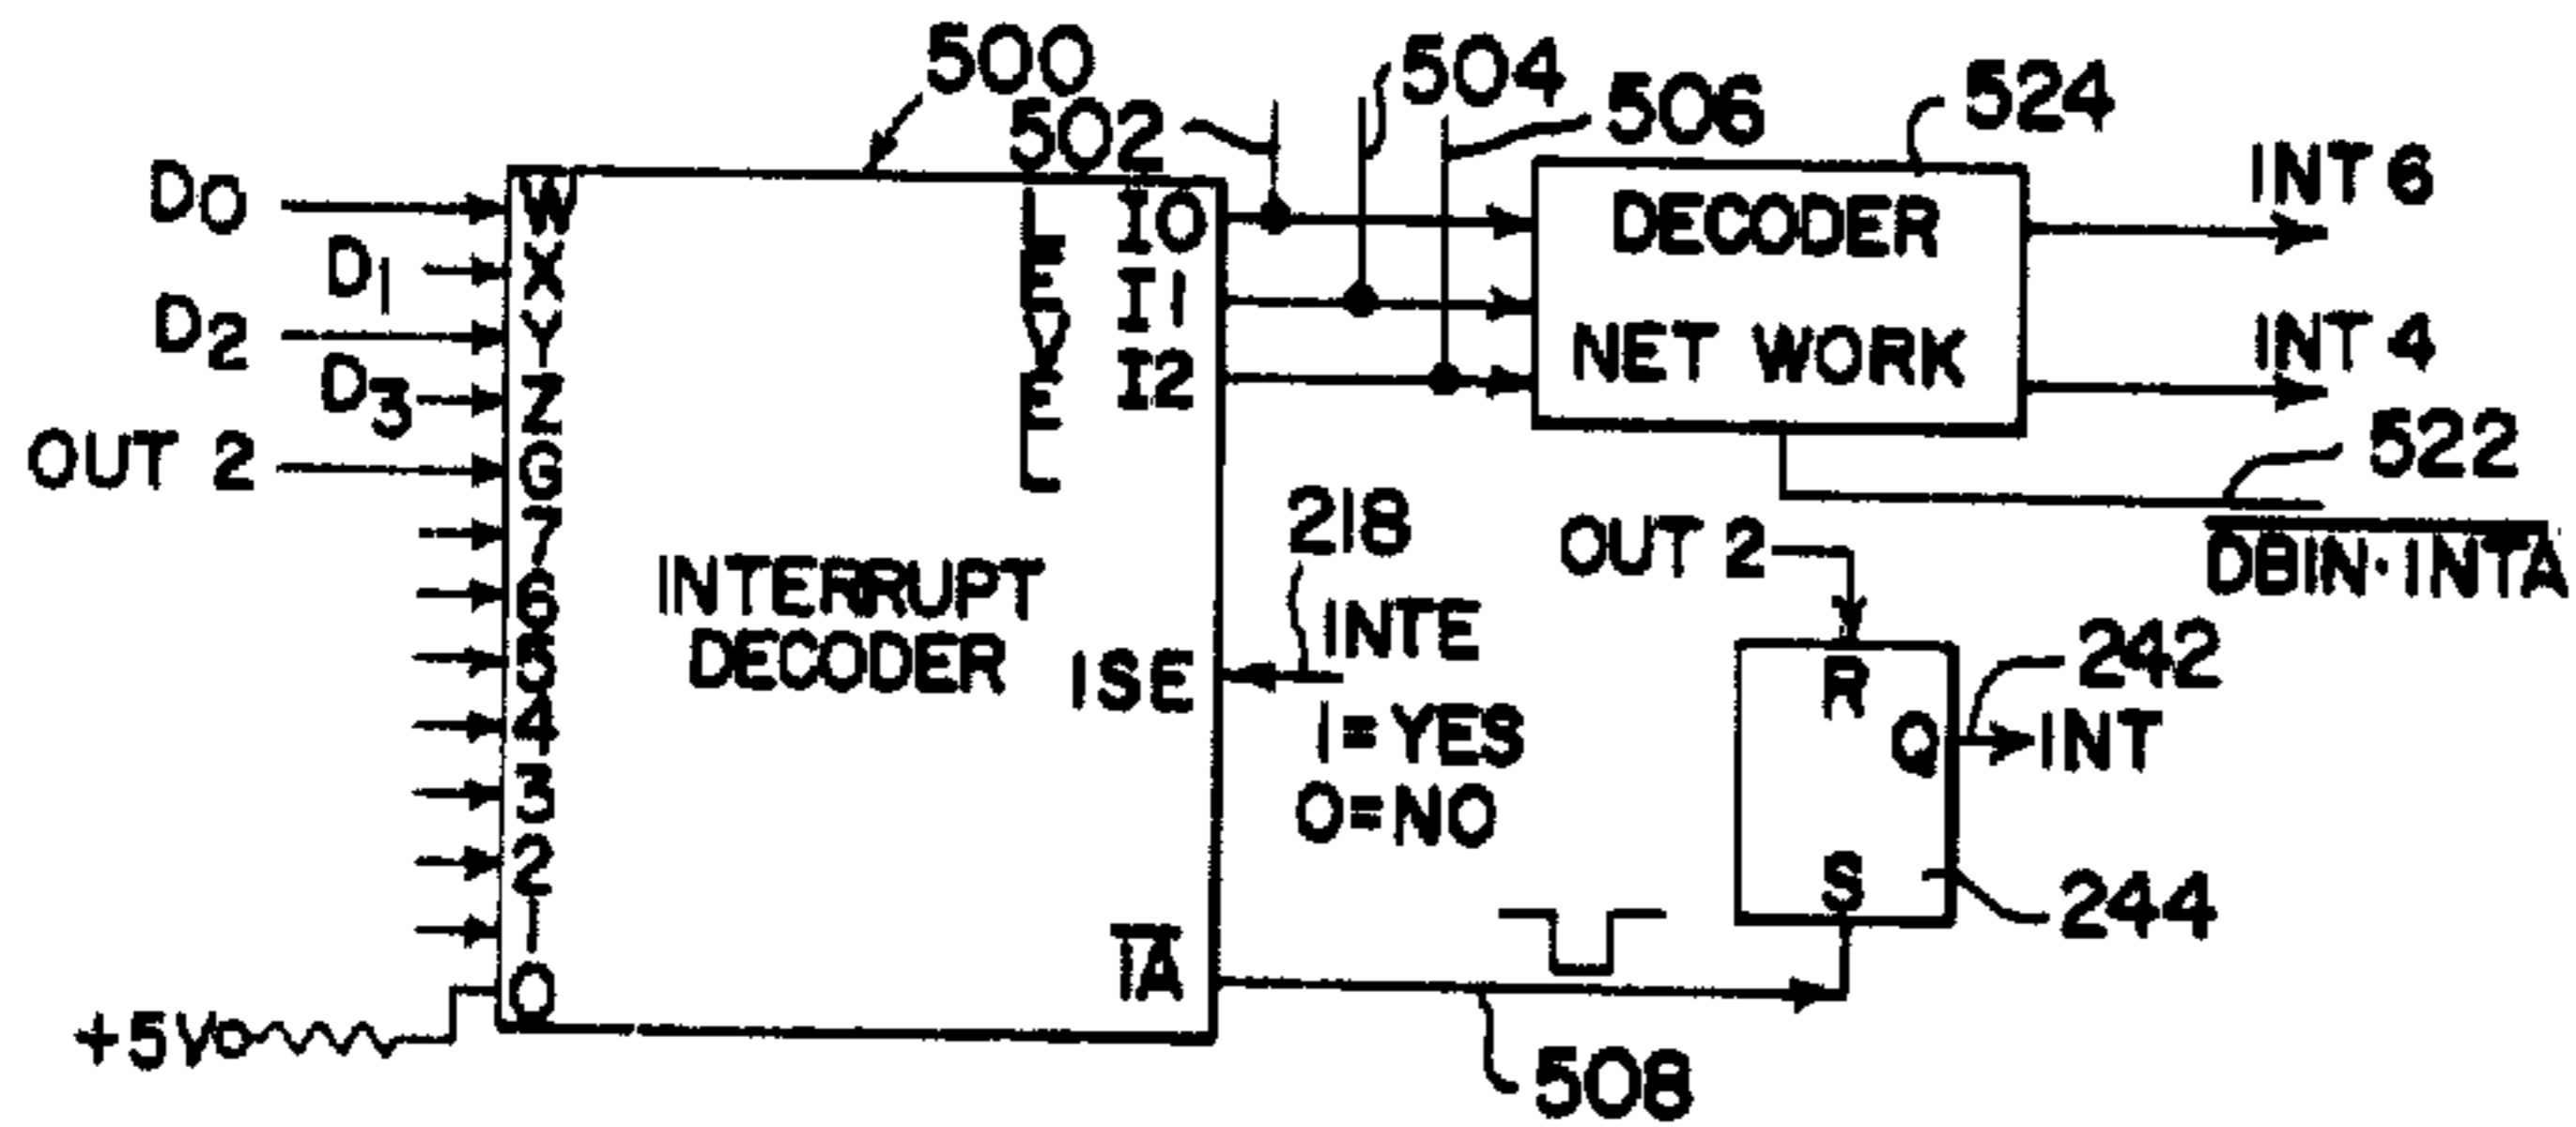 500
502
504
506
524
D0
D1
D2
D3
OUT 2
W
X
Y
Z
G
7
6
5
4
3
2
1
0
+5V
INTERRUPT
DECODER
LEVEL
I0
I1
I2
ISE
IA
DECODER
NET WORK
INT 6
INT 4
522
DBIN·INTA
218
INTE
1=YES
0=NO
OUT 2
R
Q
S
242
INT
244
508